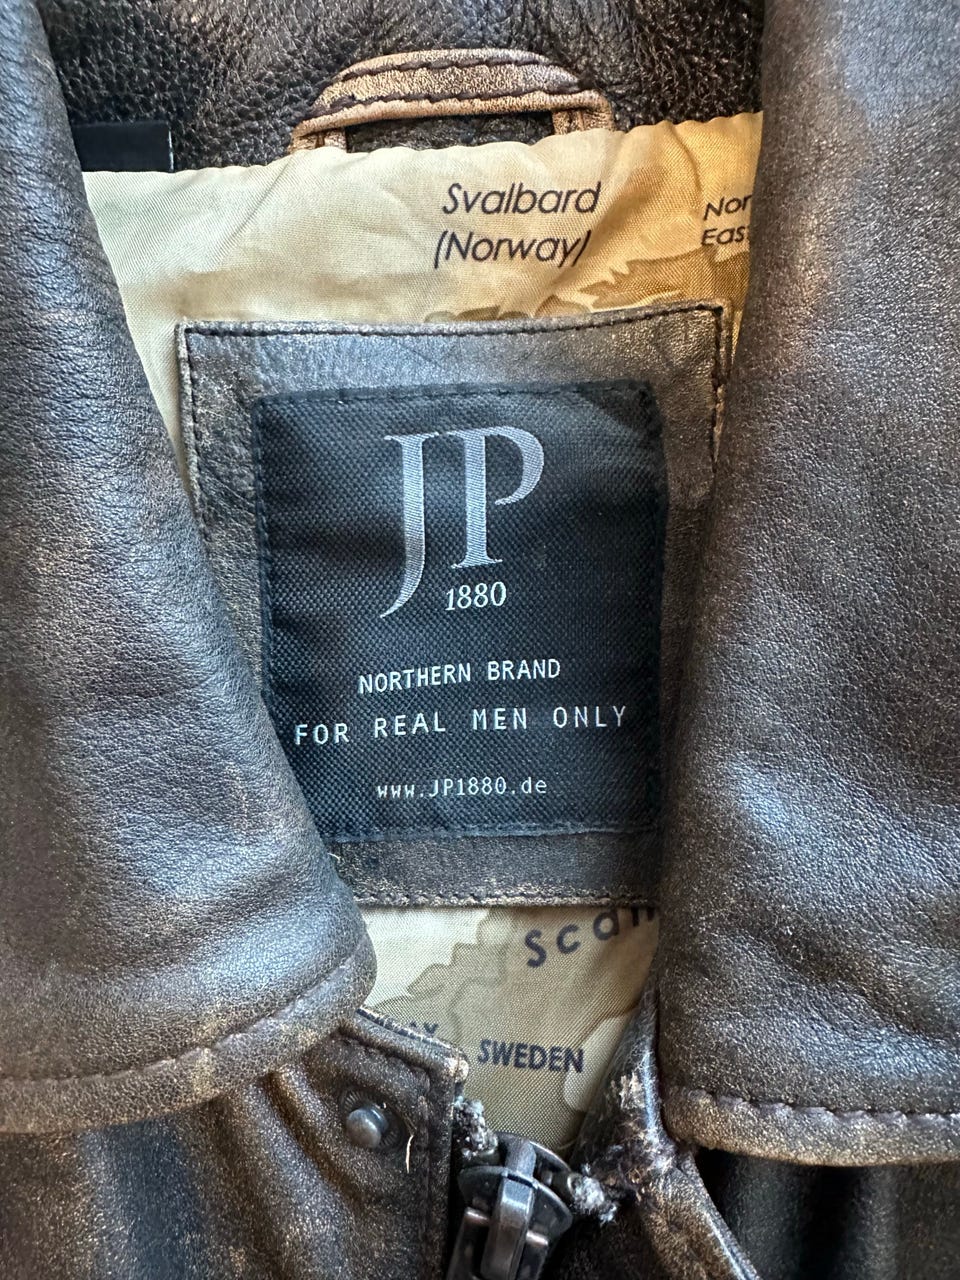 Svalbard
(Norway)
JP
1880
NORTHERN BRAND
FOR REAL MEN ONLY
www.JP1880.de
SWEDEN